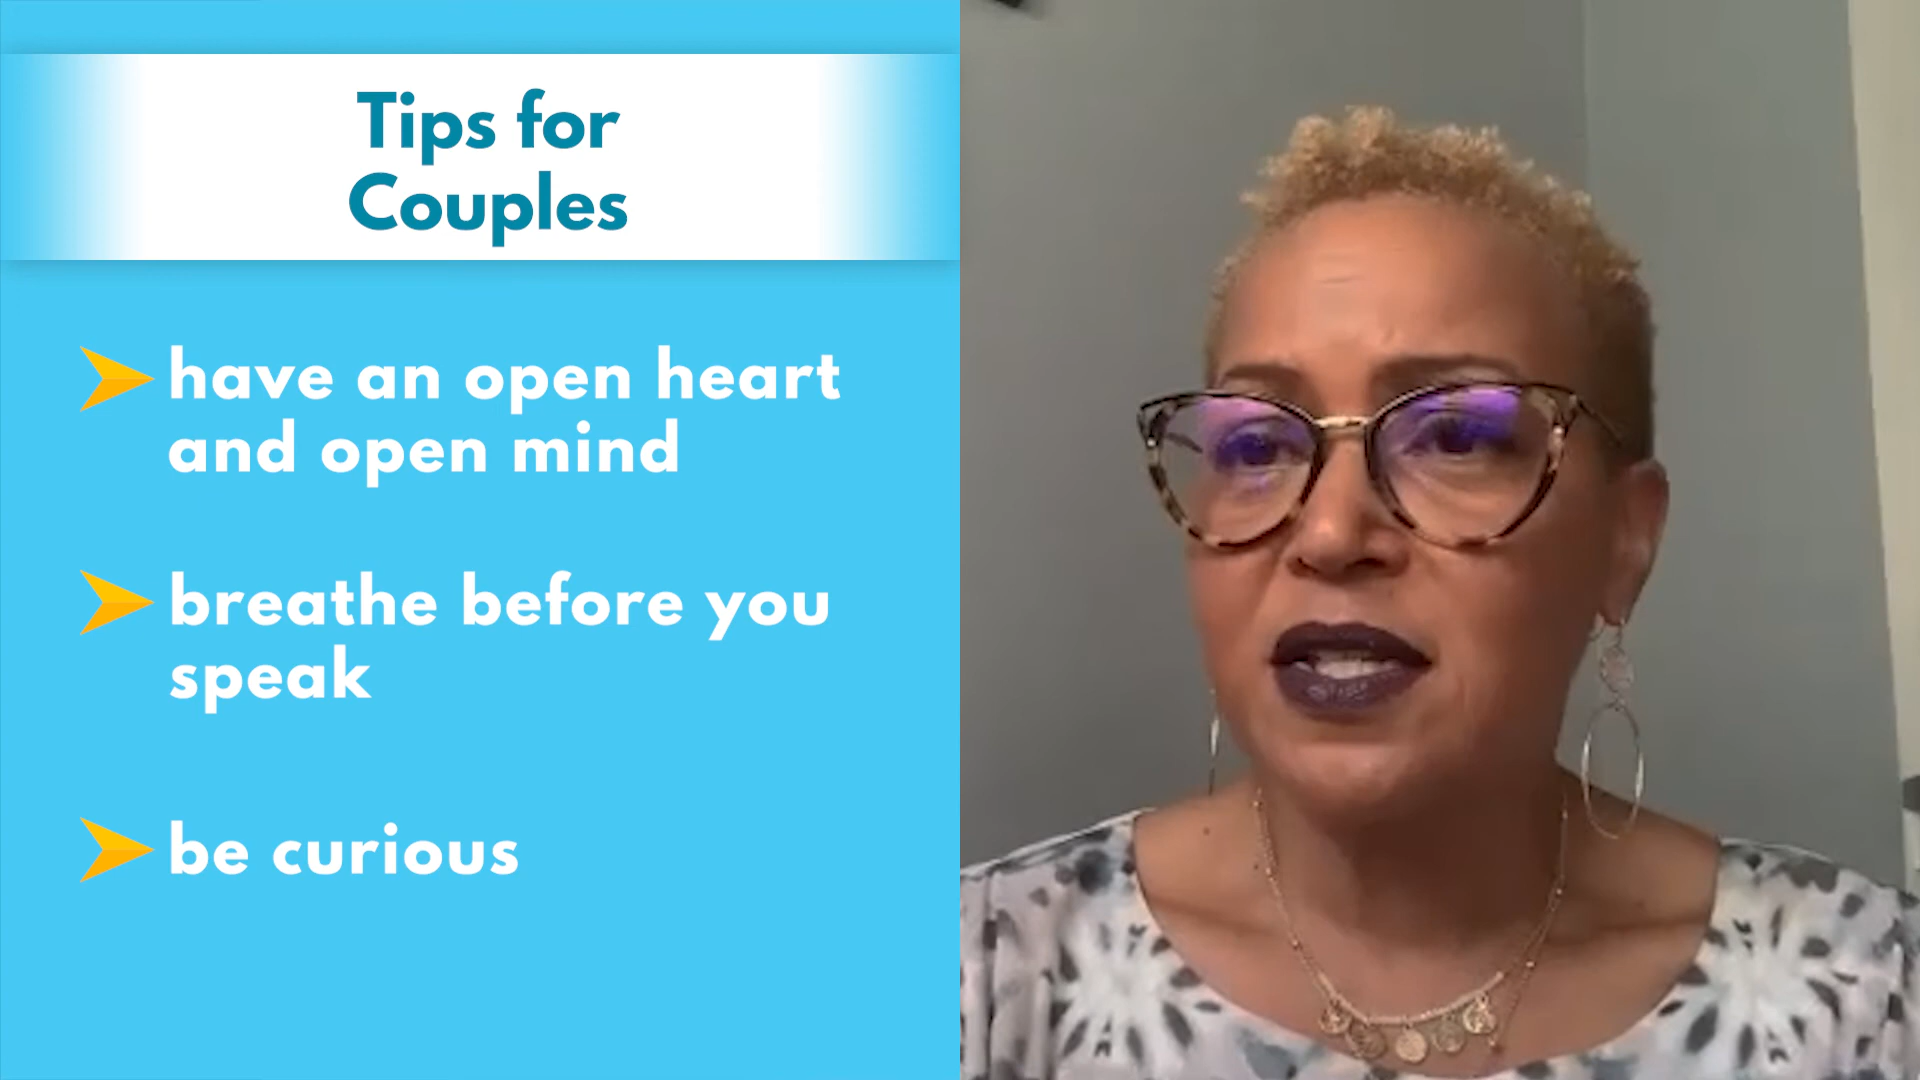 Tips for
Couples
have an open heart
and open mind
breathe before you
speak
be curious